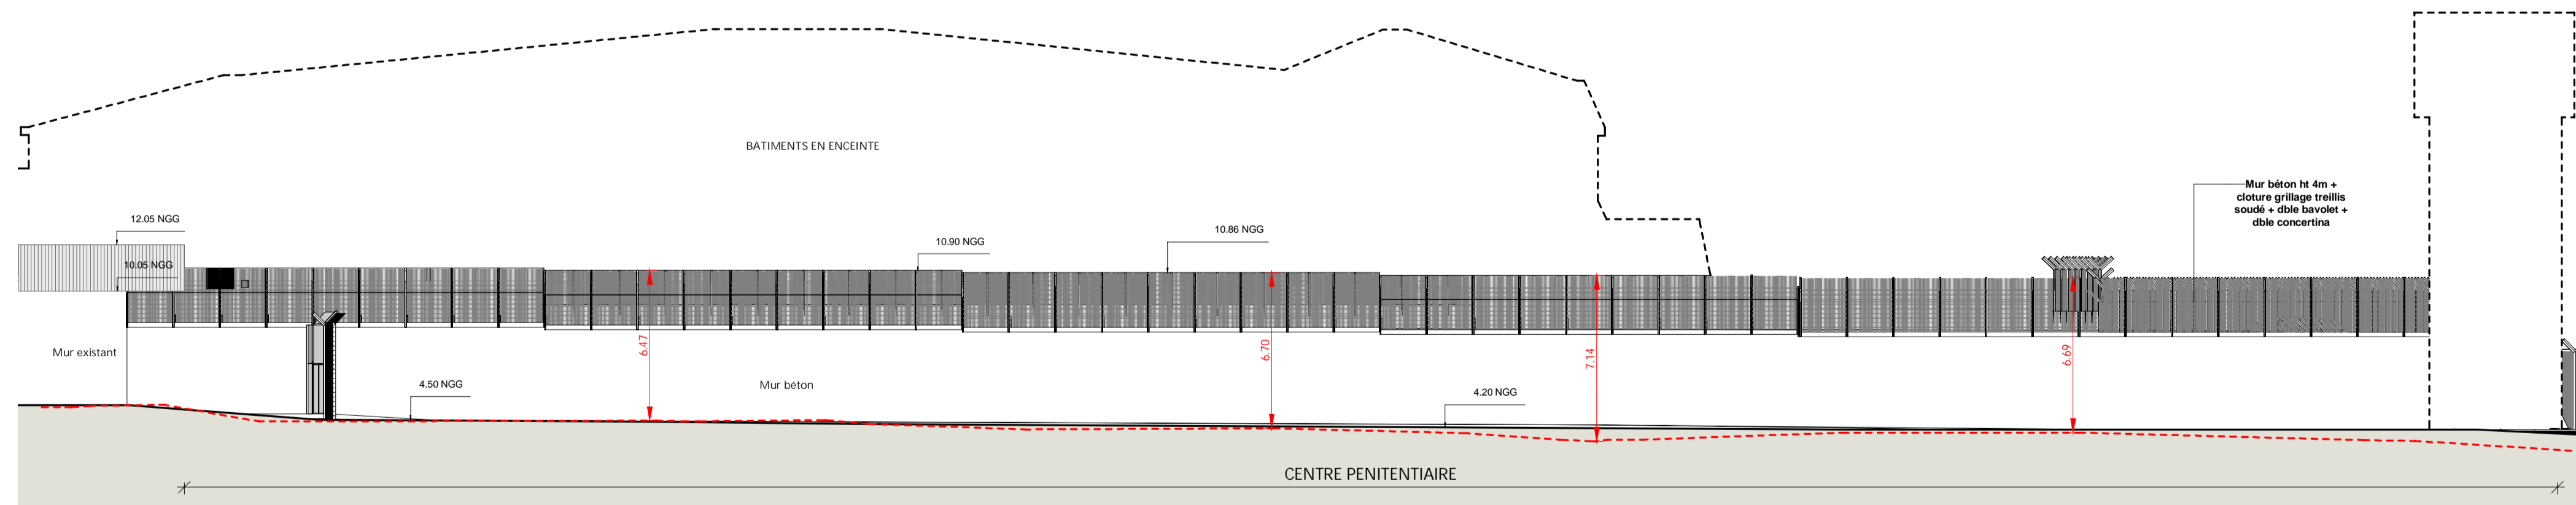 BATIMENTS EN ENCEINTE
Mur béton ht 4m +
cloture grillage treillis
soudé + dble bavolet +
dble concertina
12.05 NGG
10.05 NGG
10.90 NGG
10.86 NGG
Mur existant
6.47
6.70
7.14
6.69
4.50 NGG
Mur béton
4.20 NGG
CENTRE PENITENTIAIRE